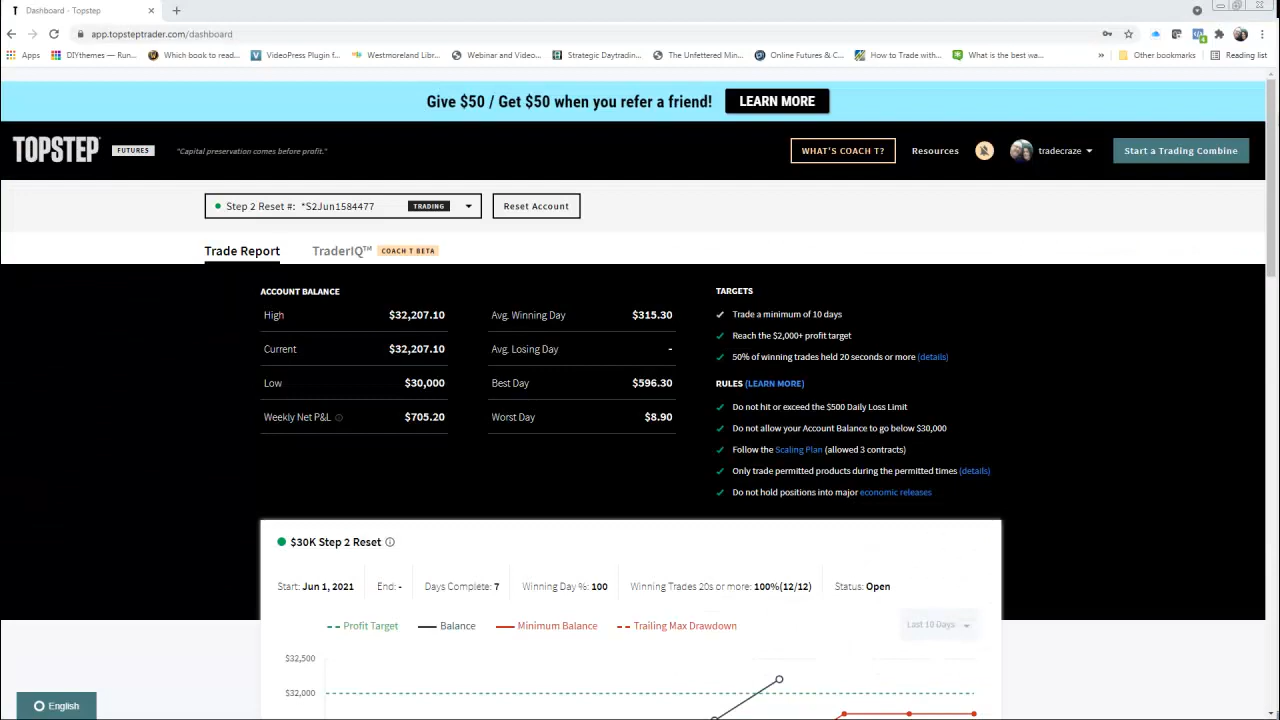 Dashboard - Topstep
app.topsteptrader.com/dashboard
Apps DIYthemes — Run... Which book to read... VideoPress Plugin f... Westmoreland Libr... Webinar and Video... Strategic Daytradin... The Unfettered Min... Online Futures & C... How to Trade with... What is the best wa... » Other bookmarks Reading list
Give $50 / Get $50 when you refer a friend! LEARN MORE
TOPSTEP FUTURES "Capital preservation comes before profit." WHAT'S COACH T? Resources tradecraze Start a Trading Combine
Step 2 Reset #: *S2Jun1584477 TRADING Reset Account
Trade Report TraderIQ™ COACH T BETA
ACCOUNT BALANCE
High $32,207.10
Current $32,207.10
Low $30,000
Weekly Net P&L $705.20
Avg. Winning Day $315.30
Avg. Losing Day -
Best Day $596.30
Worst Day $8.90
TARGETS
Trade a minimum of 10 days
Reach the $2,000+ profit target
50% of winning trades held 20 seconds or more (details)
RULES (LEARN MORE)
Do not hit or exceed the $500 Daily Loss Limit
Do not allow your Account Balance to go below $30,000
Follow the Scaling Plan (allowed 3 contracts)
Only trade permitted products during the permitted times (details)
Do not hold positions into major economic releases
$30K Step 2 Reset
Start: Jun 1, 2021 End: - Days Complete: 7 Winning Day %: 100 Winning Trades 20s or more: 100%(12/12) Status: Open
Profit Target Balance Minimum Balance Trailing Max Drawdown Last 10 Days
$32,500
$32,000
English